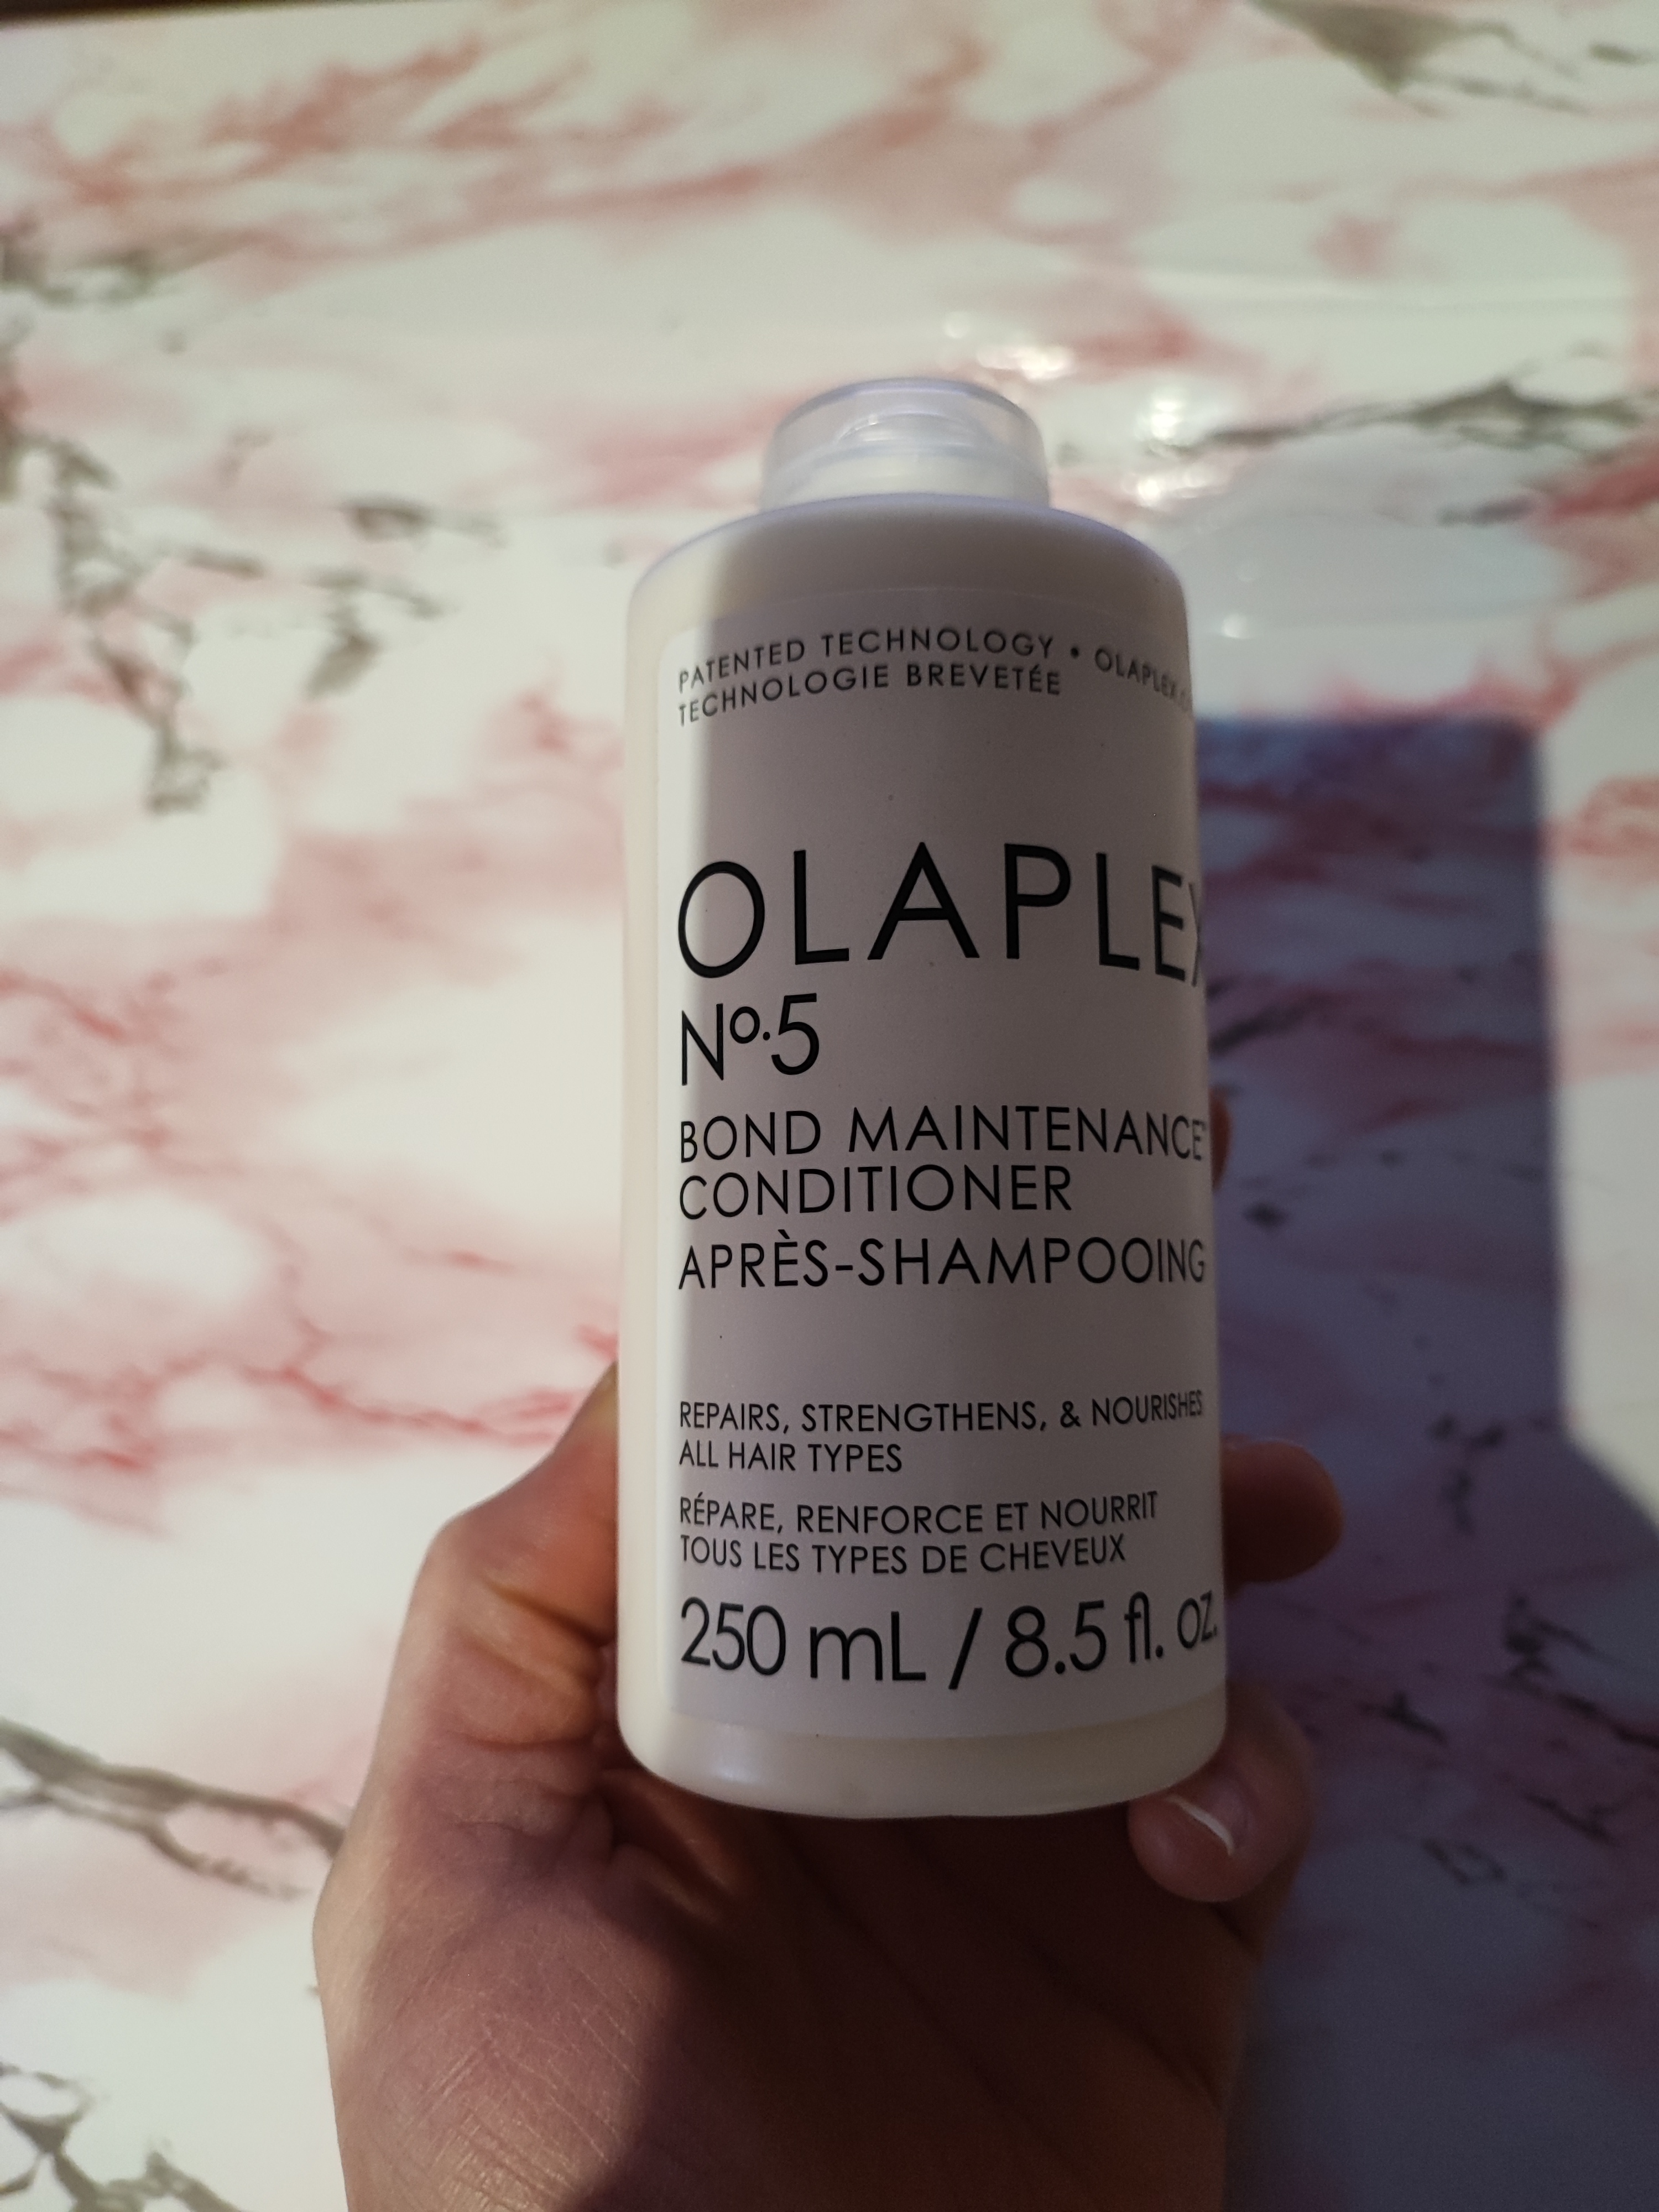 PATENTED TECHNOLOGY • OLAPLEX
TECHNOLOGIE BREVETÉE
OLAPLEX
Nº.5
BOND MAINTENANCE™
CONDITIONER
APRÈS-SHAMPOOING
REPAIRS, STRENGTHENS, & NOURISHES
ALL HAIR TYPES
RÉPARE, RENFORCE ET NOURRIT
TOUS LES TYPES DE CHEVEUX
250 mL / 8.5 fl. oz.